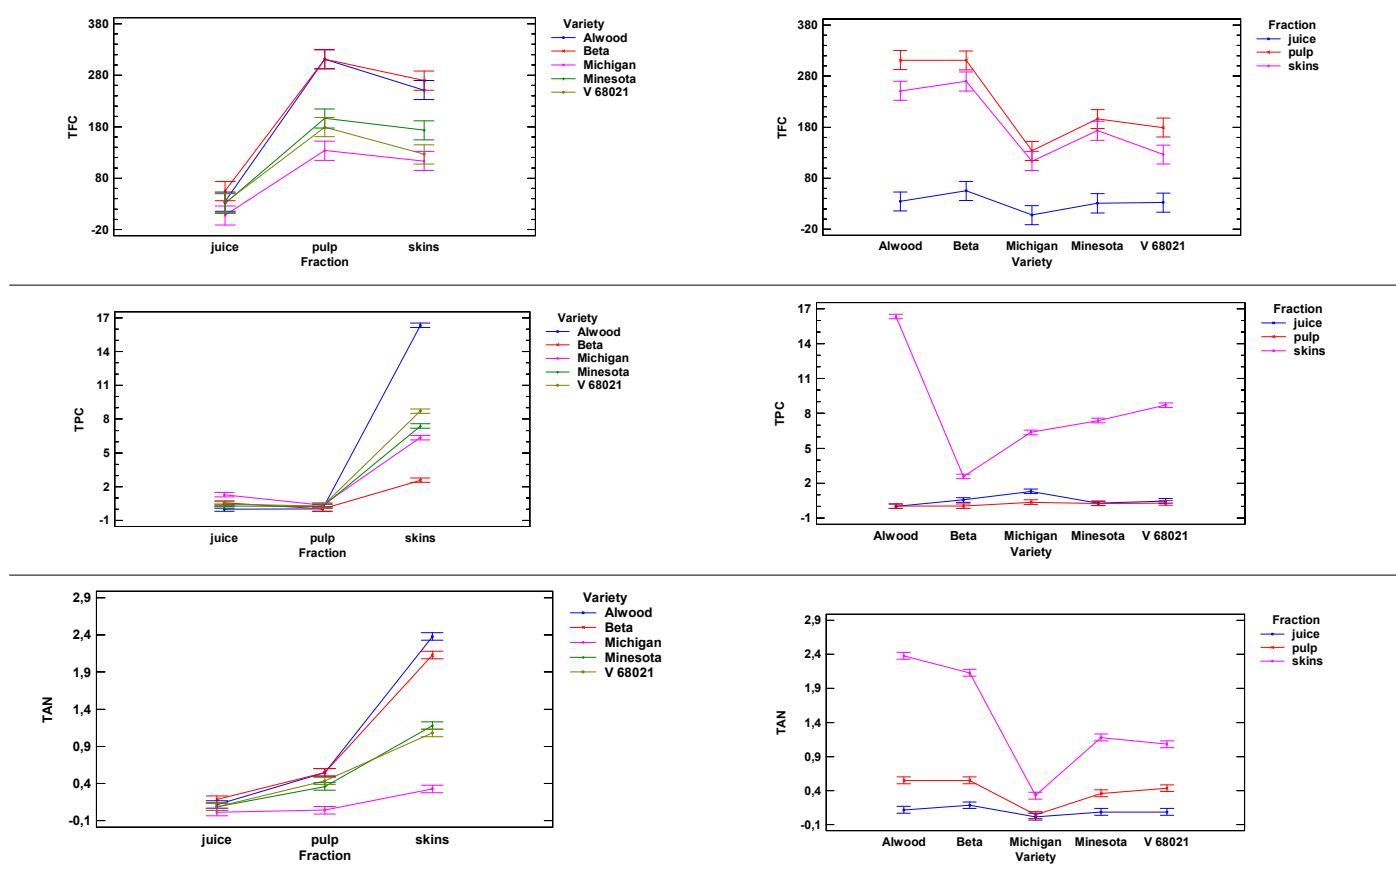 380
280
180
80
-20
TFC
juice pulp skins
Fraction
Variety
Alwood
Beta
Michigan
Minesota
V 68021
380
280
180
80
-20
TFC
Alwood Beta Michigan Minesota V 68021
Variety
Fraction
juice
pulp
skins
17
14
11
8
5
2
-1
TPC
juice pulp skins
Fraction
Variety
Alwood
Beta
Michigan
Minesota
V 68021
17
14
11
8
5
2
-1
TPC
Alwood Beta Michigan Minesota V 68021
Variety
Fraction
juice
pulp
skins
2,9
2,4
1,9
1,4
0,9
0,4
-0,1
TAN
juice pulp skins
Fraction
Variety
Alwood
Beta
Michigan
Minesota
V 68021
2,9
2,4
1,9
1,4
0,9
0,4
-0,1
TAN
Alwood Beta Michigan Minesota V 68021
Variety
Fraction
juice
pulp
skins